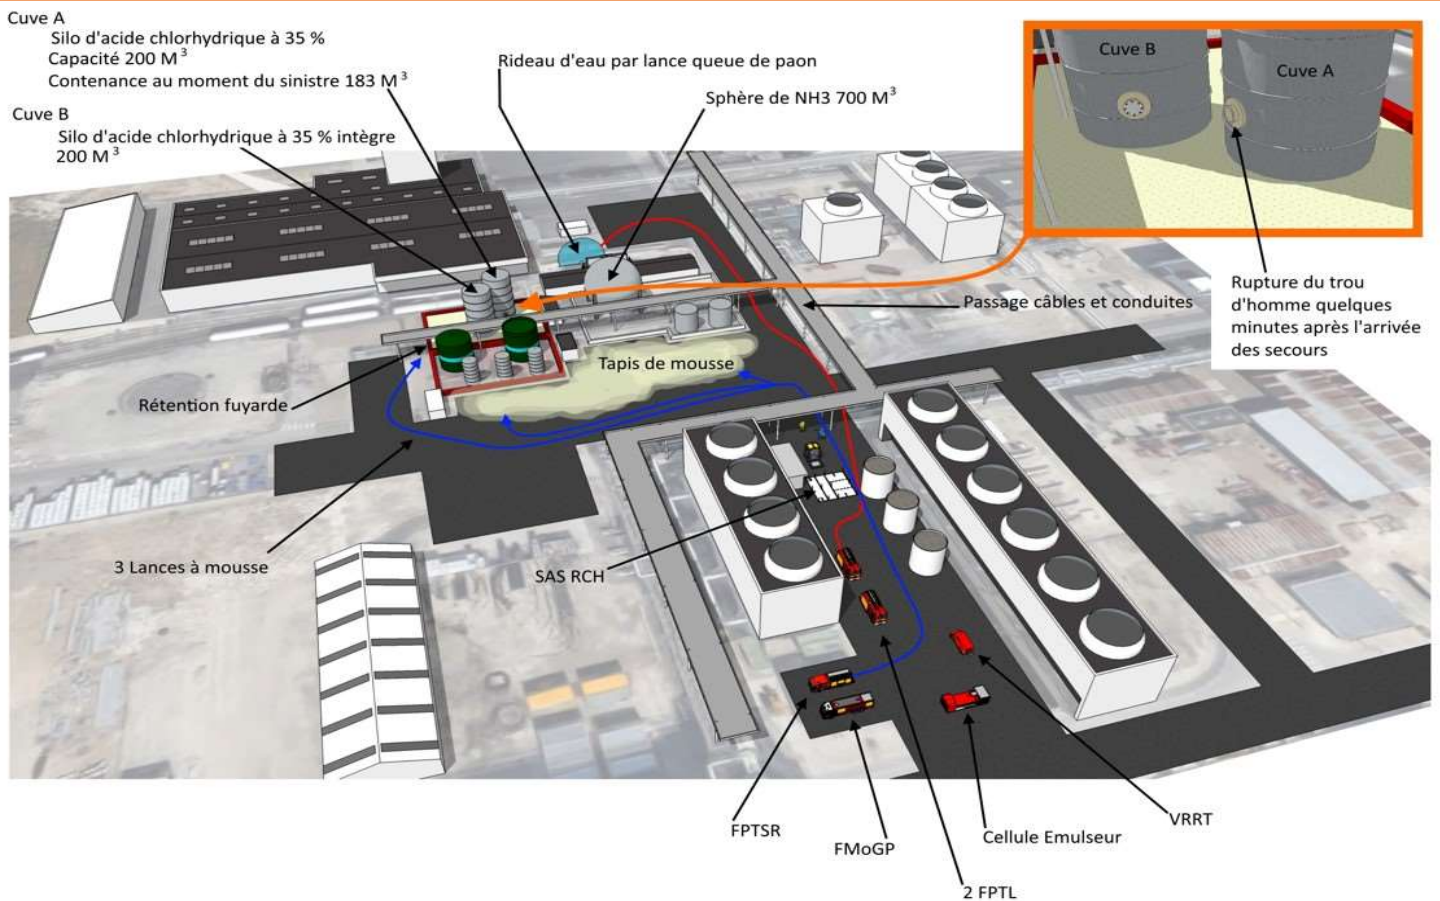 Cuve A
Silo d'acide chlorhydrique à 35 %
Capacité 200 M³
Contenance au moment du sinistre 183 M³
Cuve B
Silo d'acide chlorhydrique à 35 % intègre
200 M³
Rideau d'eau par lance queue de paon
Sphère de NH3 700 M³
Cuve B
Cuve A
Rupture du trou
d'homme quelques
minutes après l'arrivée
des secours
Passage câbles et conduites
Tapis de mousse
Rétention fuyarde
3 Lances à mousse
SAS RCH
FPTSR
FMoGP
Cellule Emulseur
VRRT
2 FPTL